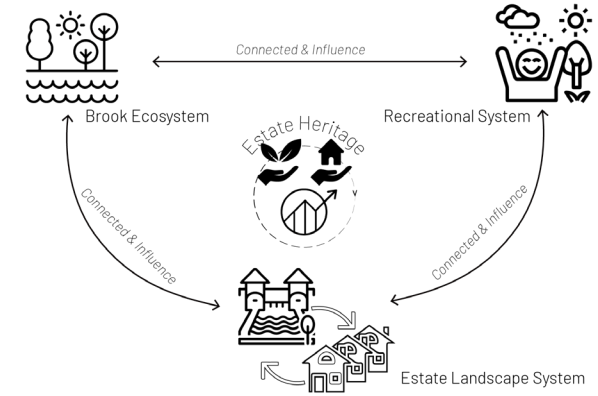 Connected & Influence
Brook Ecosystem
Recreational System
Estate Heritage
Connected & Influence
Connected & Influence
Estate Landscape System